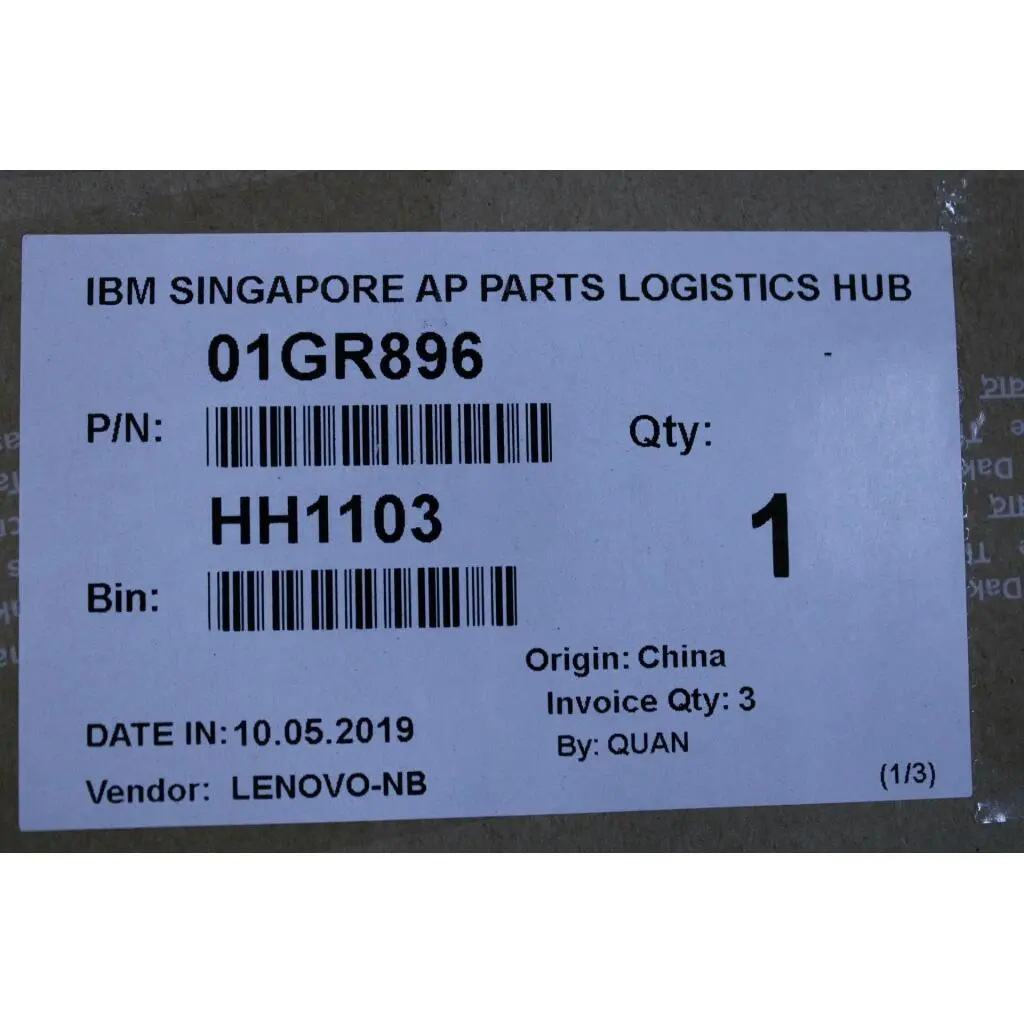 IBM SINGAPORE AP PARTS LOGISTICS HUB
01GR896
P/N:
Qty:
HH1103
1
Bin:
Origin: China
Invoice Qty: 3
DATE IN: 10.05.2019
By: QUAN
Vendor: LENOVO-NB
(1/3)